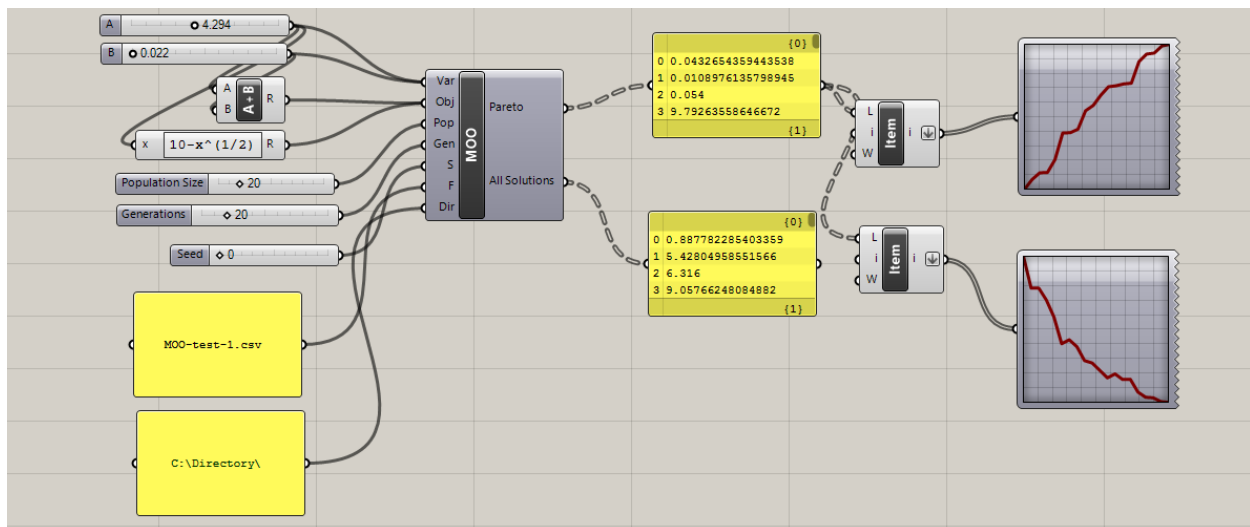 A 4.294
B 0.022
A
B
A+B
R
x 10-x^(1/2) R
Population Size 20
Generations 20
Seed 0
MOO-test-1.csv
C:\Directory\
Var
Obj
Pop
Gen
S
F
Dir
MOO
Pareto
All Solutions
{0}
0 0.0432654359443538
1 0.0108976135798945
2 0.054
3 9.79263558646672
{1}
{0}
0 0.887782285403359
1 5.42804958551566
2 6.316
3 9.05766248084882
{1}
L
i
W
Item
i
L
i
W
Item
i